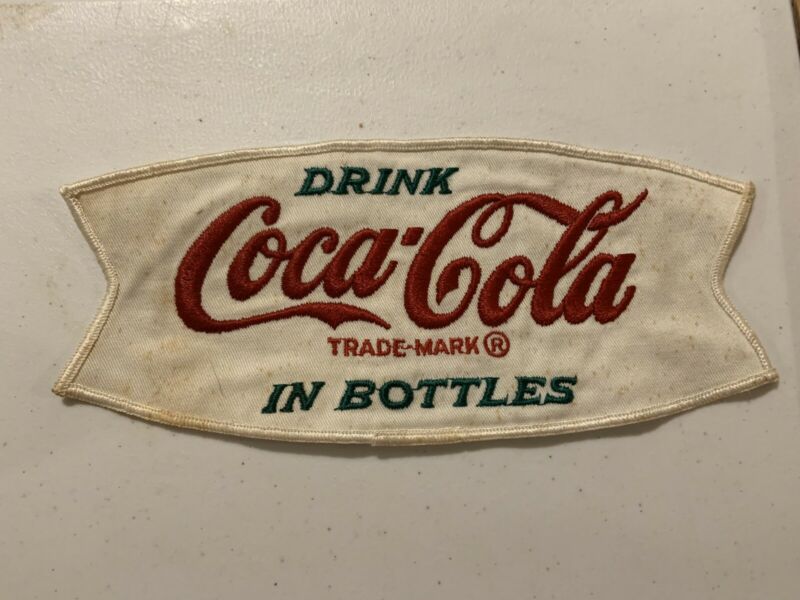 DRINK
Coca-Cola
TRADE-MARK ®
IN BOTTLES